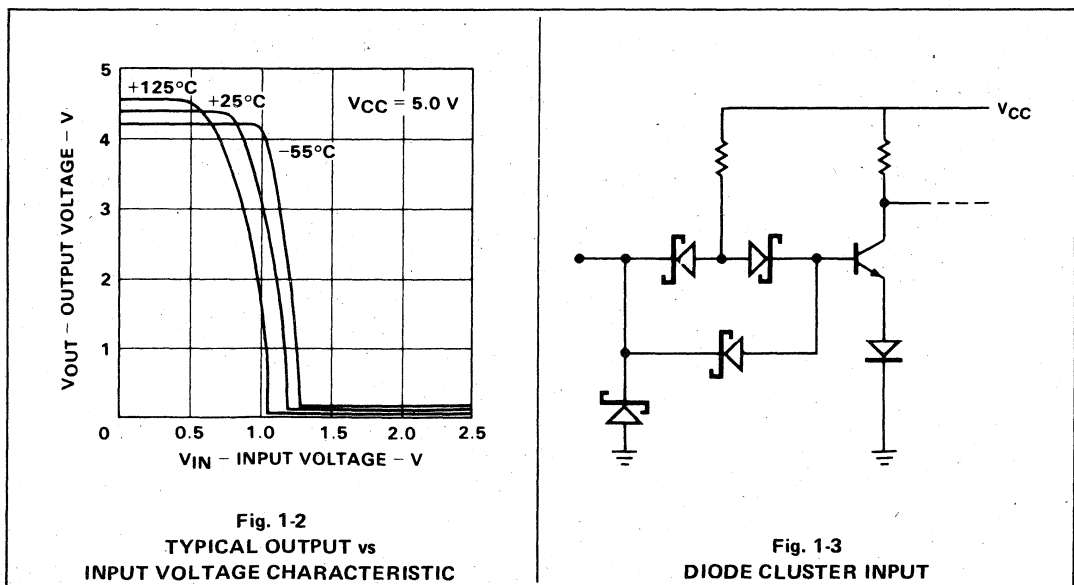 5
4
3
2
1
0
0.5
1.0
1.5
2.0
2.5
+125°C
+25°C
−55°C
VCC = 5.0 V
VOUT − OUTPUT VOLTAGE − V
VIN − INPUT VOLTAGE − V
Fig. 1-2
TYPICAL OUTPUT vs
INPUT VOLTAGE CHARACTERISTIC
VCC
Fig. 1-3
DIODE CLUSTER INPUT